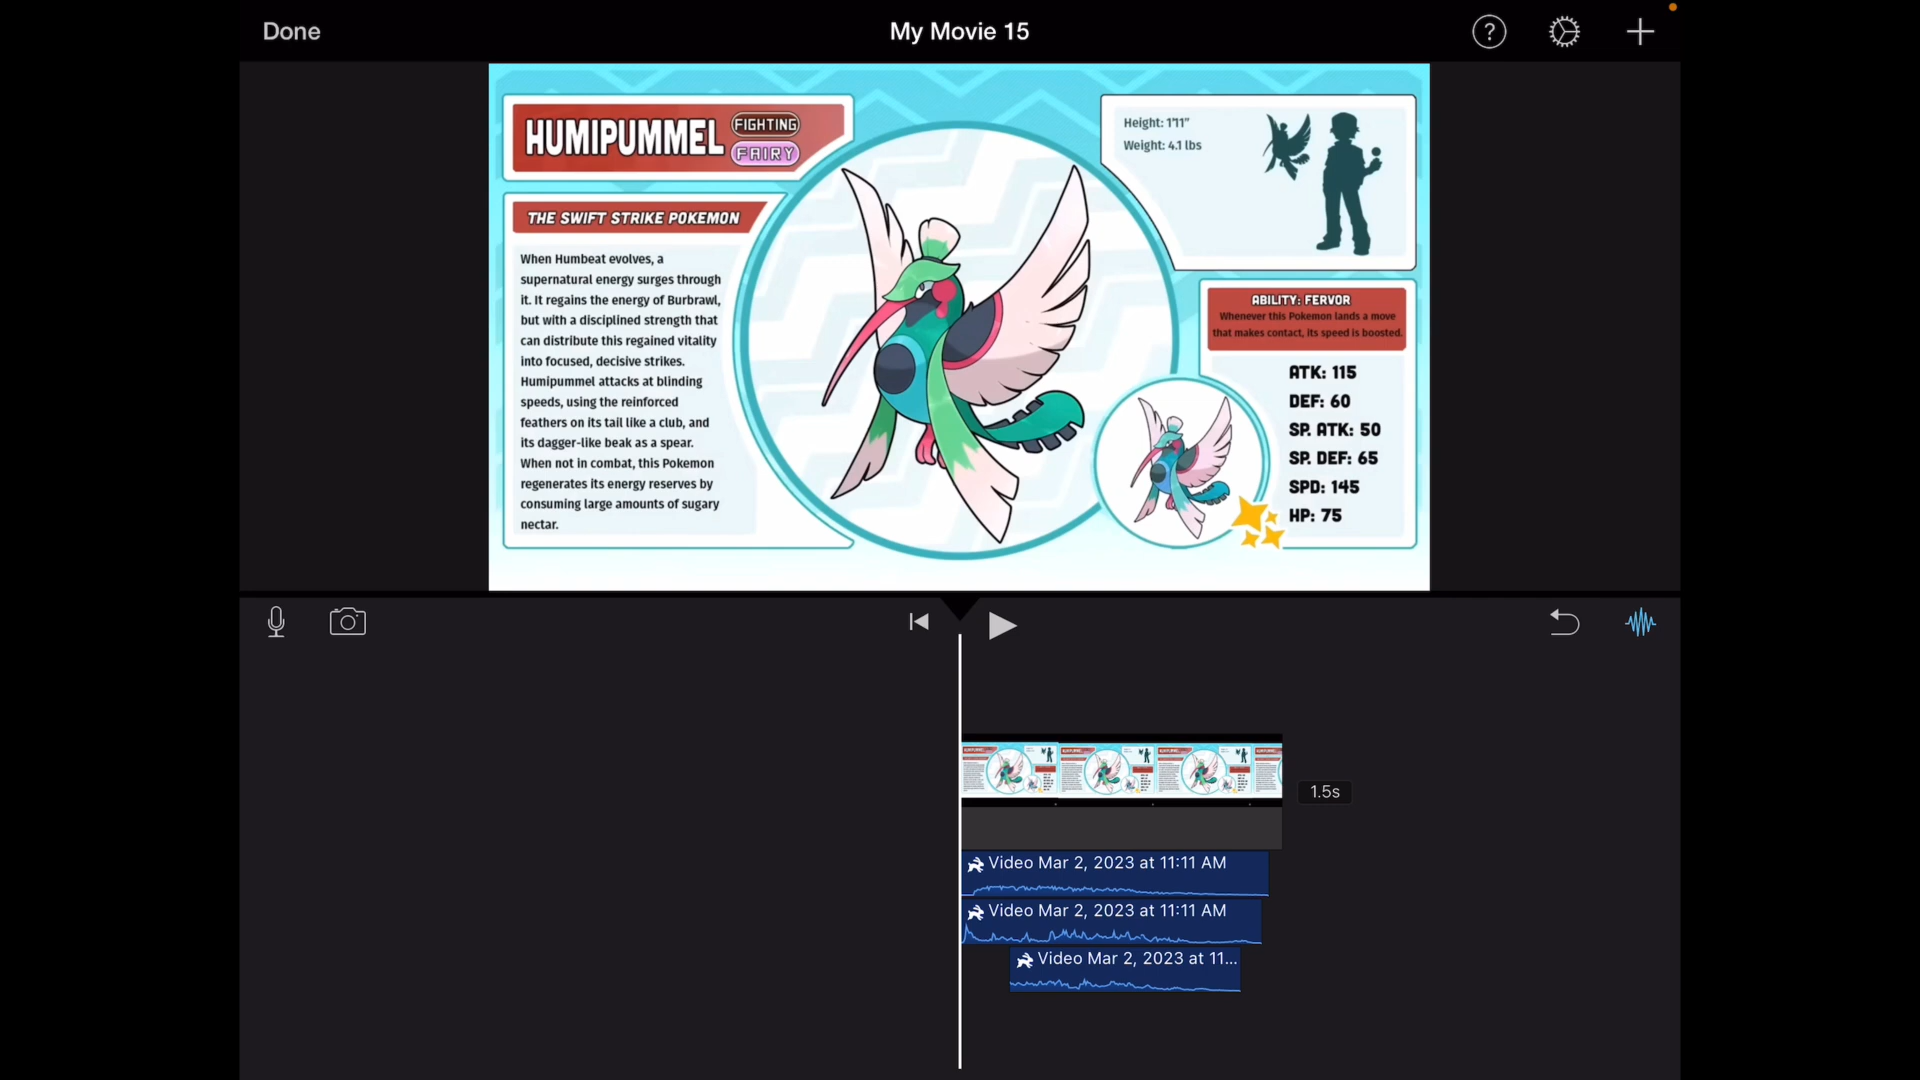 Done
My Movie 15
?
HUMIPUMMEL
FIGHTING
FAIRY
THE SWIFT STRIKE POKEMON
When Humbeat evolves, a
supernatural energy surges through
it. It regains the energy of Burbrawl,
but with a disciplined strength that
can distribute this regained vitality
into focused, decisive strikes.
Humipummel attacks at blinding
speeds, using the reinforced
feathers on its tail like a club, and
its dagger-like beak as a spear.
When not in combat, this Pokemon
regenerates its energy reserves by
consuming large amounts of sugary
nectar.
Height: 1'11"
Weight: 4.1 lbs
ABILITY: FERVOR
Whenever this Pokemon lands a move
that makes contact, its speed is boosted.
ATK: 115
DEF: 60
SP. ATK: 50
SP. DEF: 65
SPD: 145
HP: 75
1.5s
Video Mar 2, 2023 at 11:11 AM
Video Mar 2, 2023 at 11:11 AM
Video Mar 2, 2023 at 11...